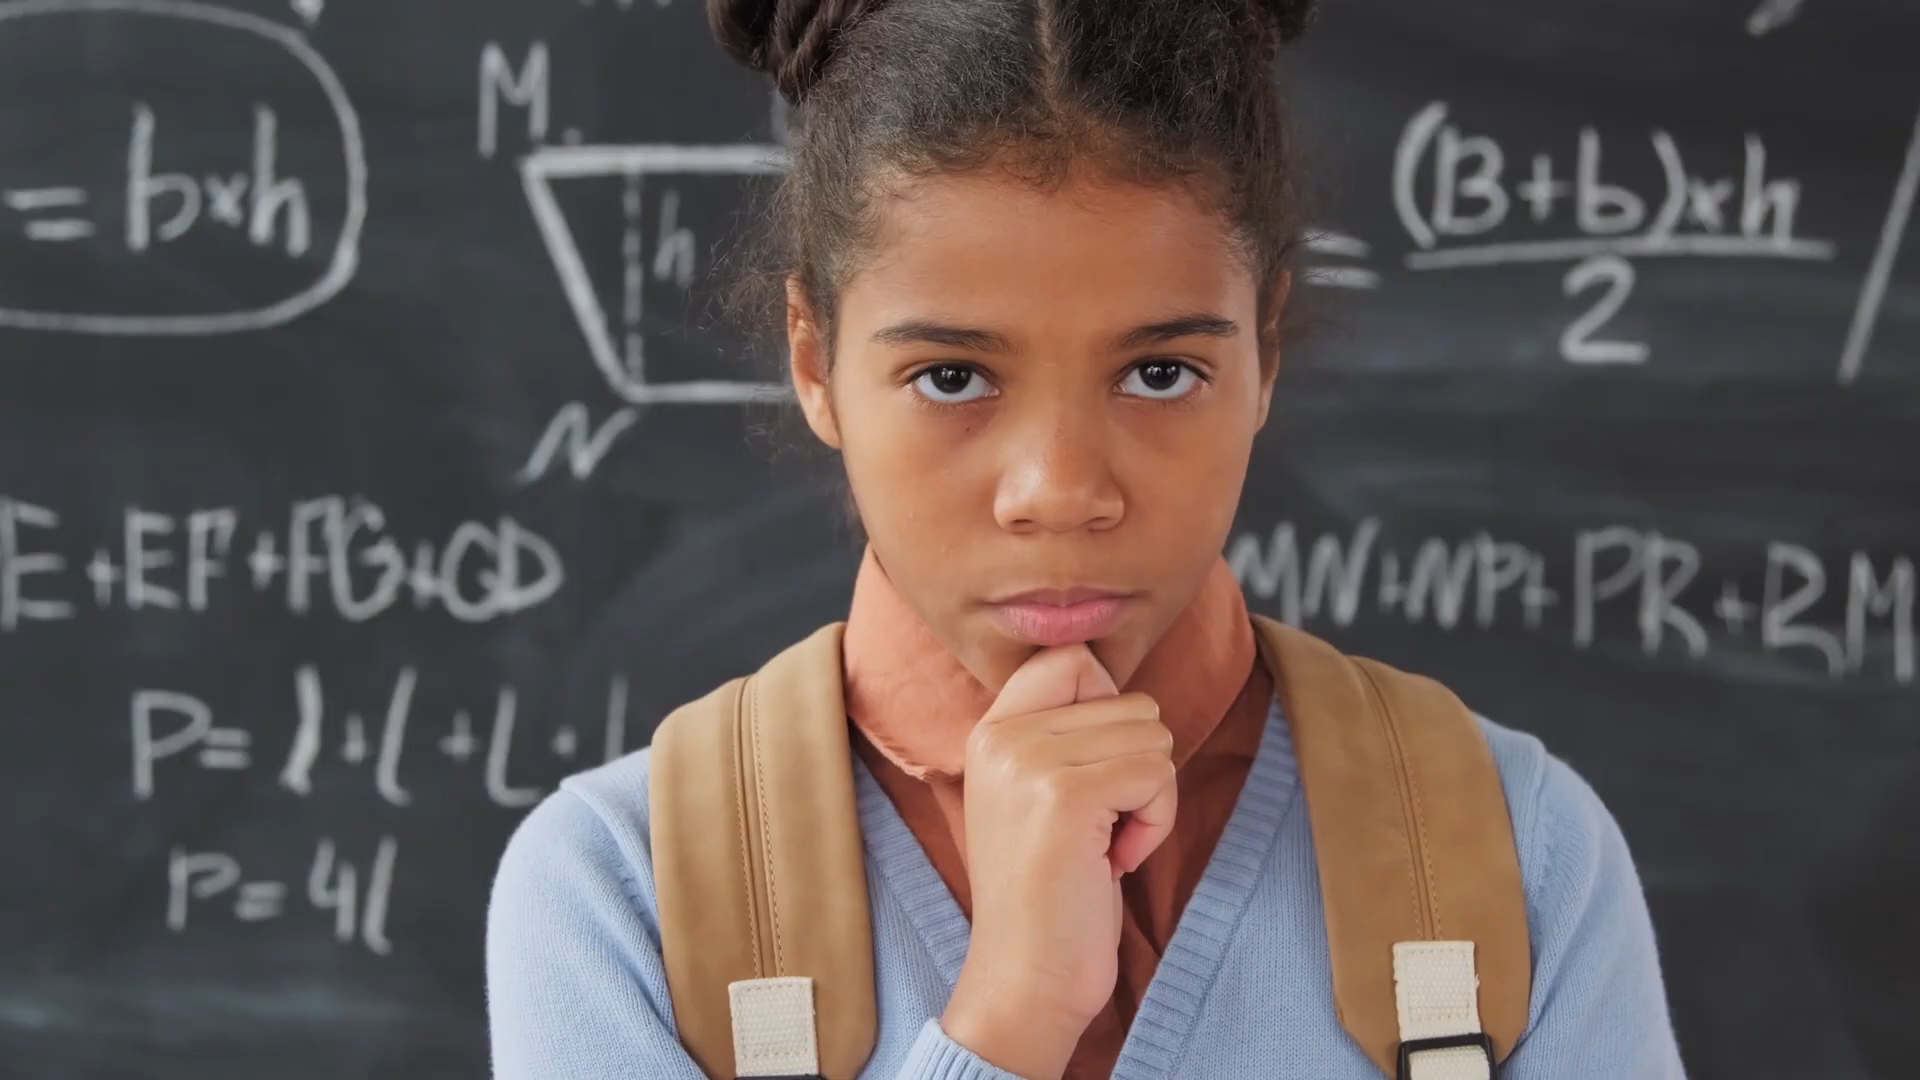 = b×h
M
h
N
= (B+b)×h
2
E+EF+FG+GD
MN+NP+PR+RM
P= l+l+l+l
P= 4l